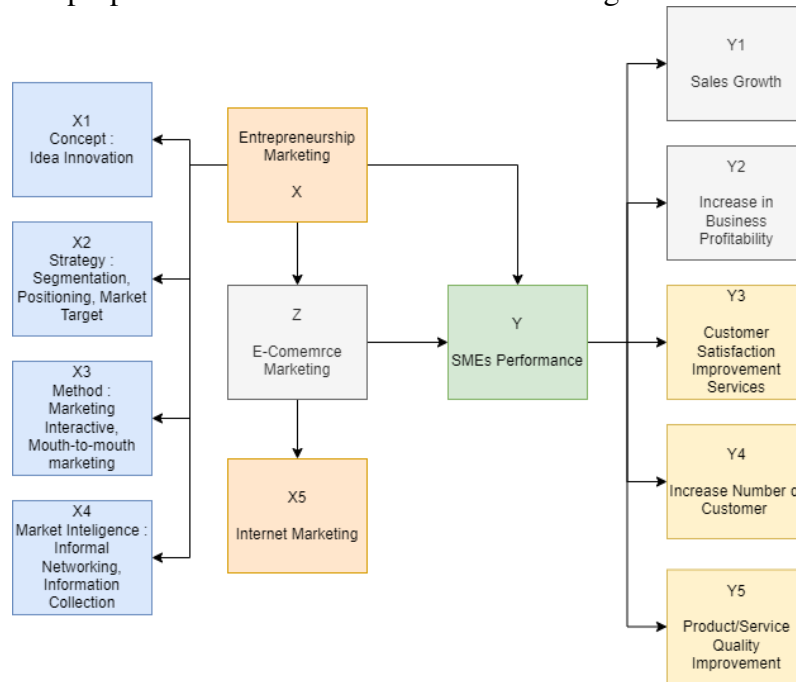 X1
Concept :
Idea Innovation
X2
Strategy :
Segmentation,
Positioning, Market
Target
X3
Method :
Marketing
Interactive,
Mouth-to-mouth
marketing
X4
Market Inteligence :
Informal
Networking,
Information
Collection
Entrepreneurship
Marketing
X
Z
E-Comemrce
Marketing
X5
Internet Marketing
Y
SMEs Performance
Y1
Sales Growth
Y2
Increase in
Business
Profitability
Y3
Customer
Satisfaction
Improvement
Services
Y4
Increase Number
Customer
Y5
Product/Service
Quality
Improvement